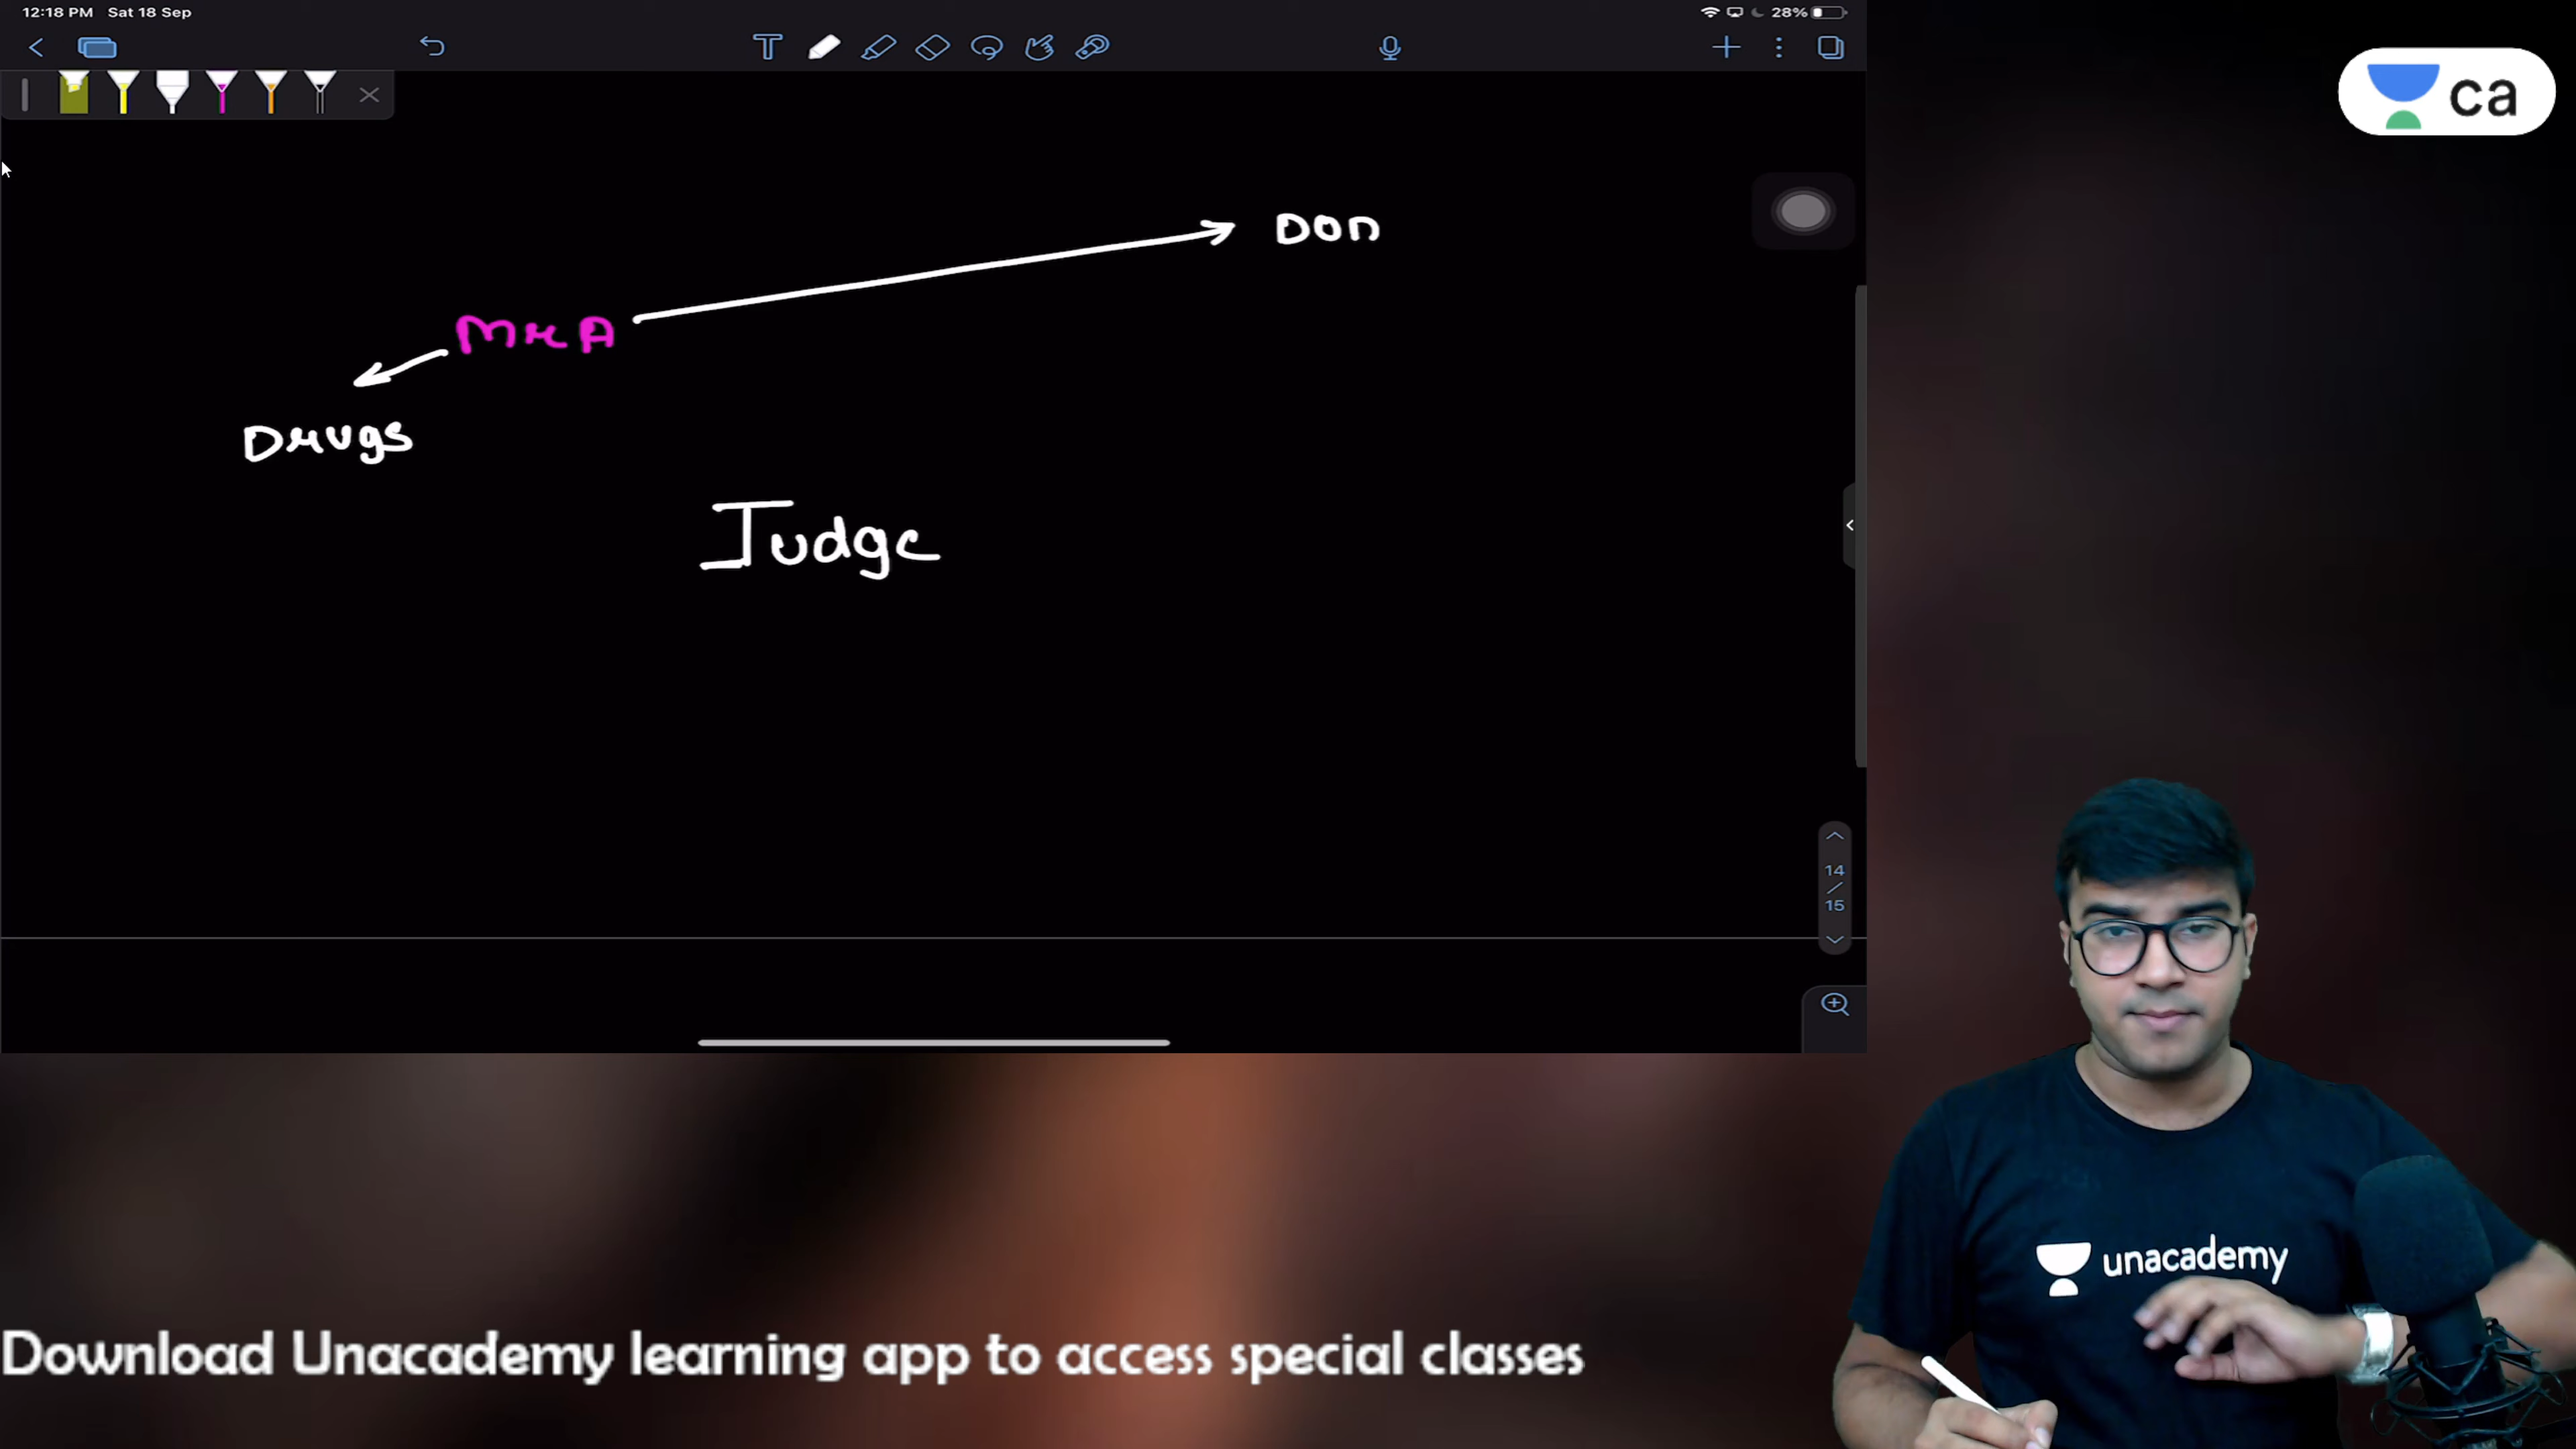 12:18 PM Sat 18 Sep
28%
ca
Don
Mr A
Drugs
Judge
14
/
15
unacademy
Download Unacademy learning app to access special classes